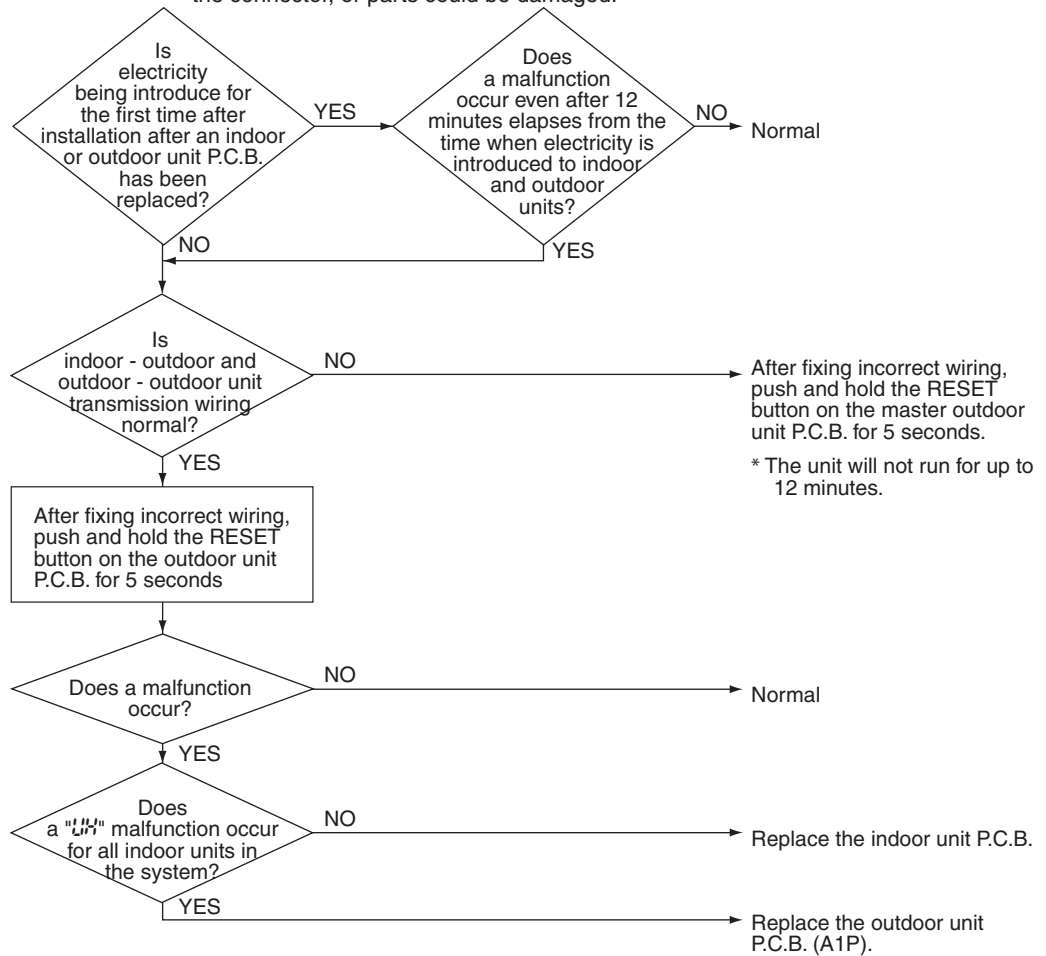 the connector, or parts could be damaged.
Is
electricity
being introduce for
the first time after
installation after an indoor
or outdoor unit P.C.B.
has been
replaced?
YES
Does
a malfunction
occur even after 12
minutes elapses from the
time when electricity is
introduced to indoor
and outdoor
units?
NO
Normal
NO
YES
Is
indoor - outdoor and
outdoor - outdoor unit
transmission wiring
normal?
NO
After fixing incorrect wiring,
push and hold the RESET
button on the master outdoor
unit P.C.B. for 5 seconds.
* The unit will not run for up to
12 minutes.
YES
After fixing incorrect wiring,
push and hold the RESET
button on the outdoor unit
P.C.B. for 5 seconds
Does a malfunction
occur?
NO
Normal
YES
Does
a "UH" malfunction occur
for all indoor units in
the system?
NO
Replace the indoor unit P.C.B.
YES
Replace the outdoor unit
P.C.B. (A1P).